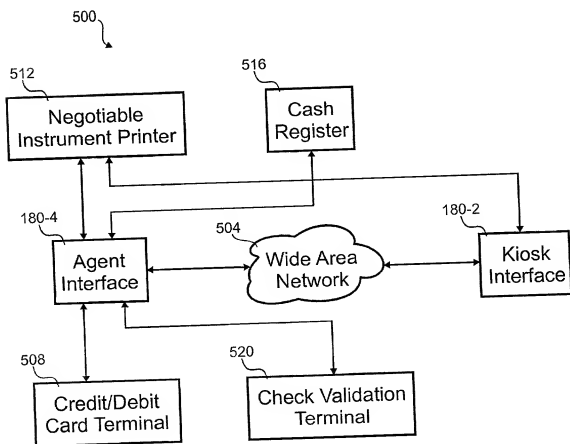 500
512
516
Negotiable
Instrument Printer
Cash
Register
180-4
504
180-2
Agent
Interface
Wide Area
Network
Kiosk
Interface
508
520
Credit/Debit
Card Terminal
Check Validation
Terminal